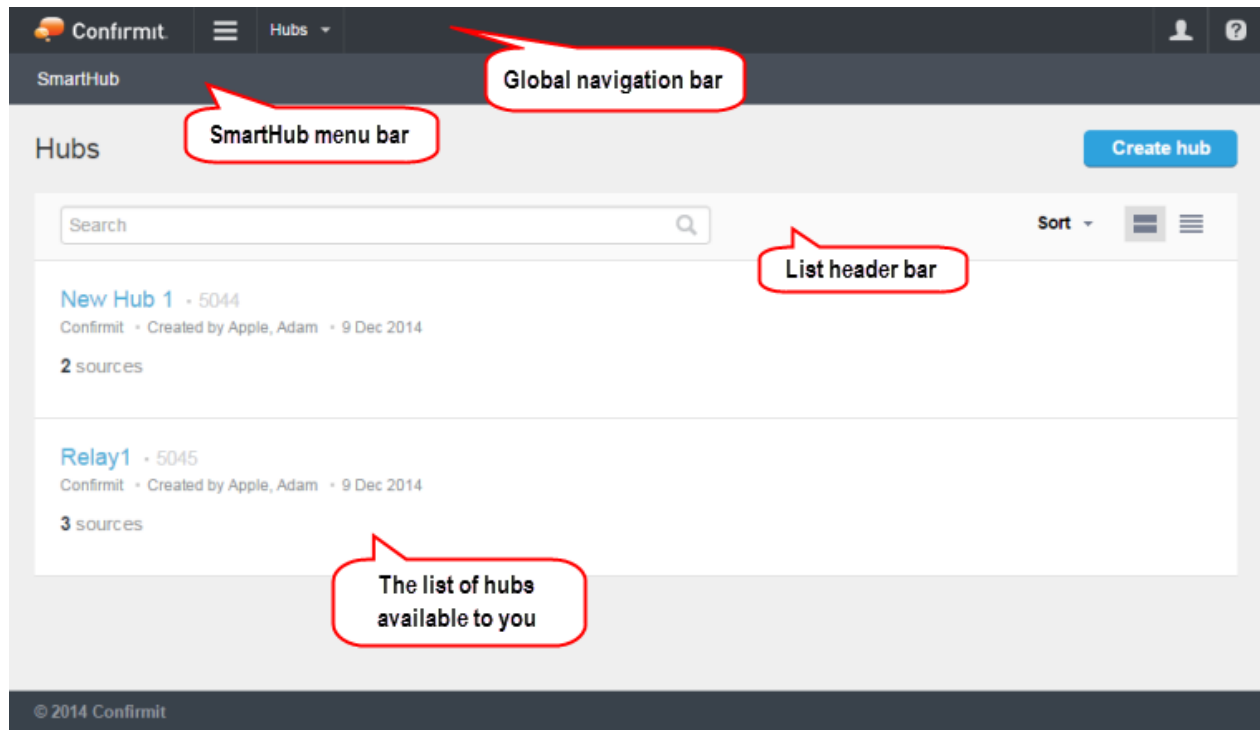 Confirmit.
Hubs
Global navigation bar
SmartHub
SmartHub menu bar
Hubs
Create hub
Search
Sort
List header bar
New Hub 1 • 5044
Confirmit • Created by Apple, Adam • 9 Dec 2014
2 sources
Relay1 • 5045
Confirmit • Created by Apple, Adam • 9 Dec 2014
3 sources
The list of hubs
available to you
© 2014 Confirmit